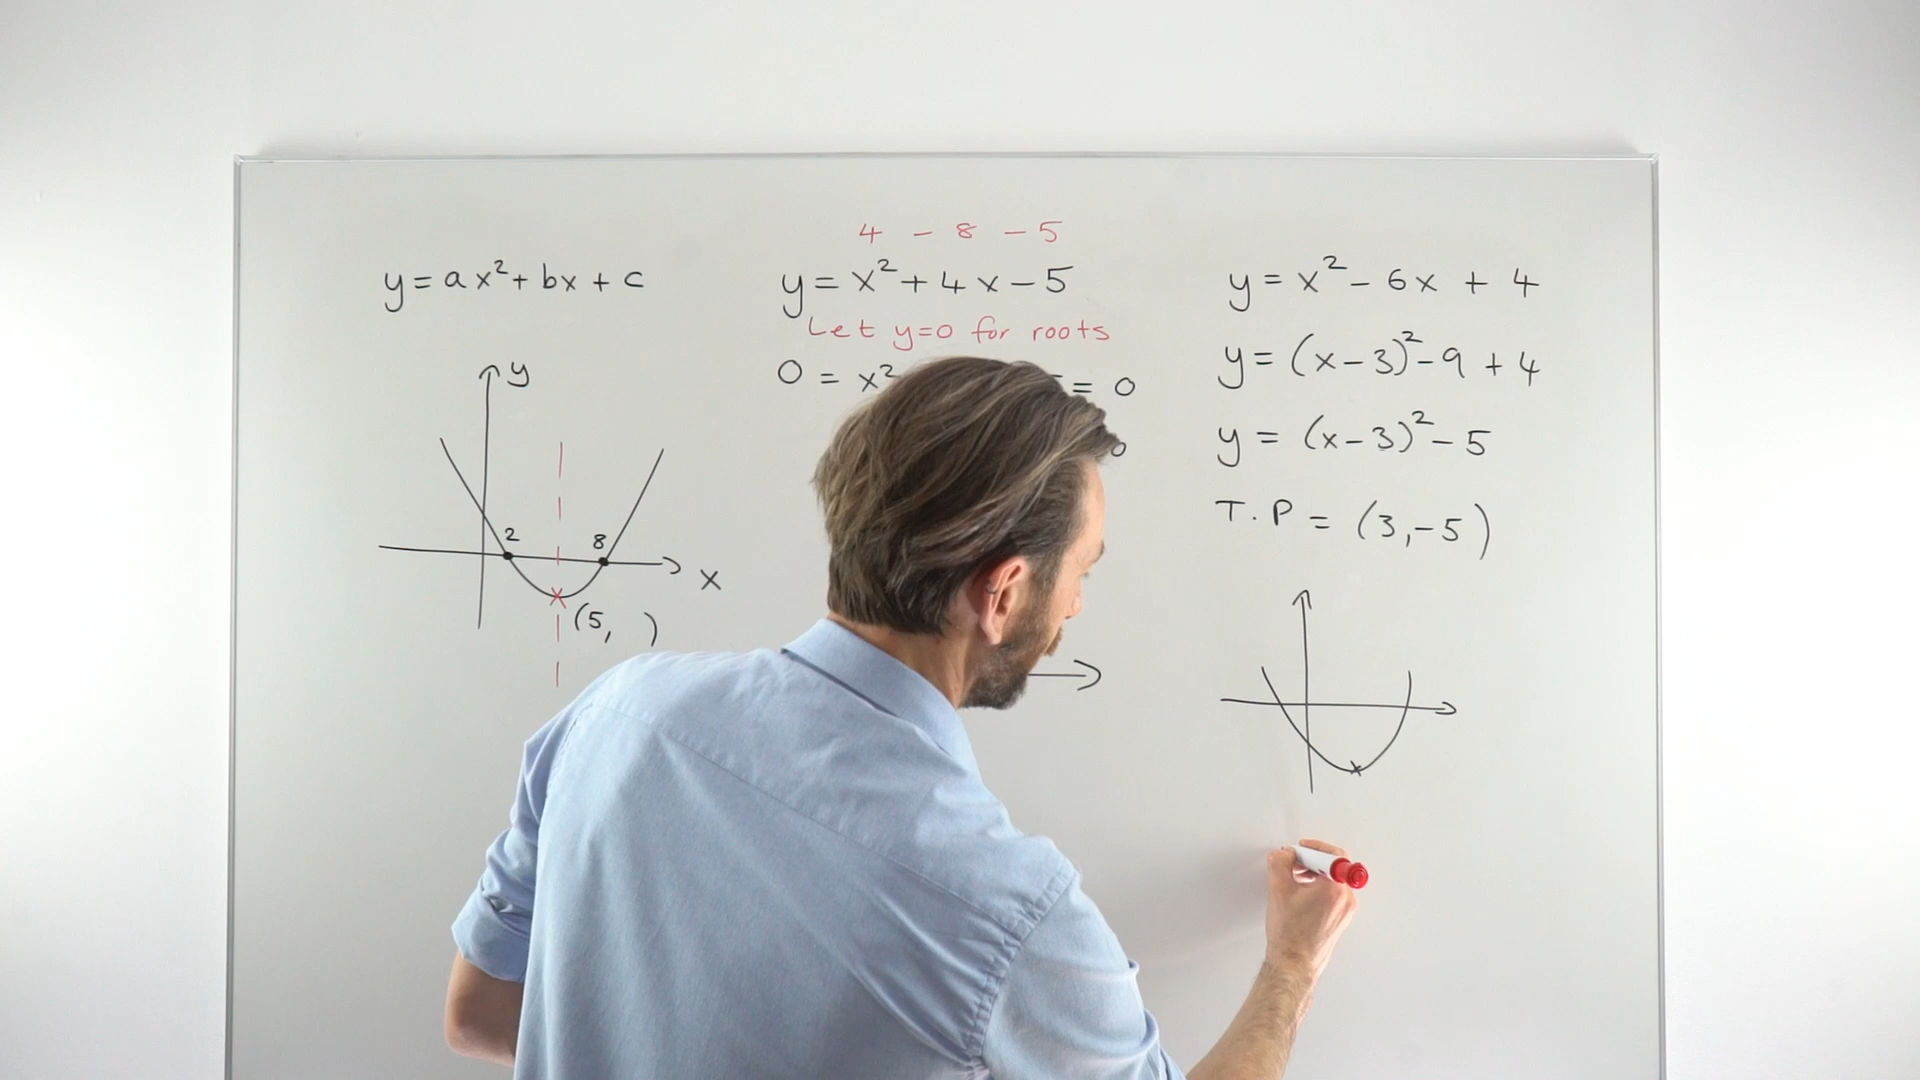 y = ax² + bx + c
y
2
8
x
(5, )
4 - 8 - 5
y = x² + 4x - 5
Let y=0 for roots
0 = x² = 0
0
y = x² - 6x + 4
y = (x-3)² - 9 + 4
y = (x-3)² - 5
T.P = (3,-5)